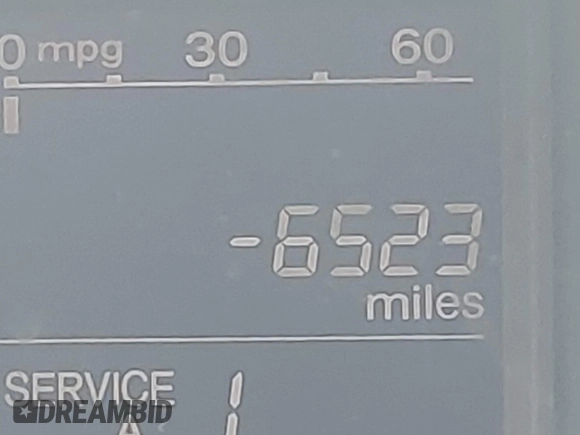 0 mpg 30 60
-6523
miles
SERVICE
A 1
DREAMBID